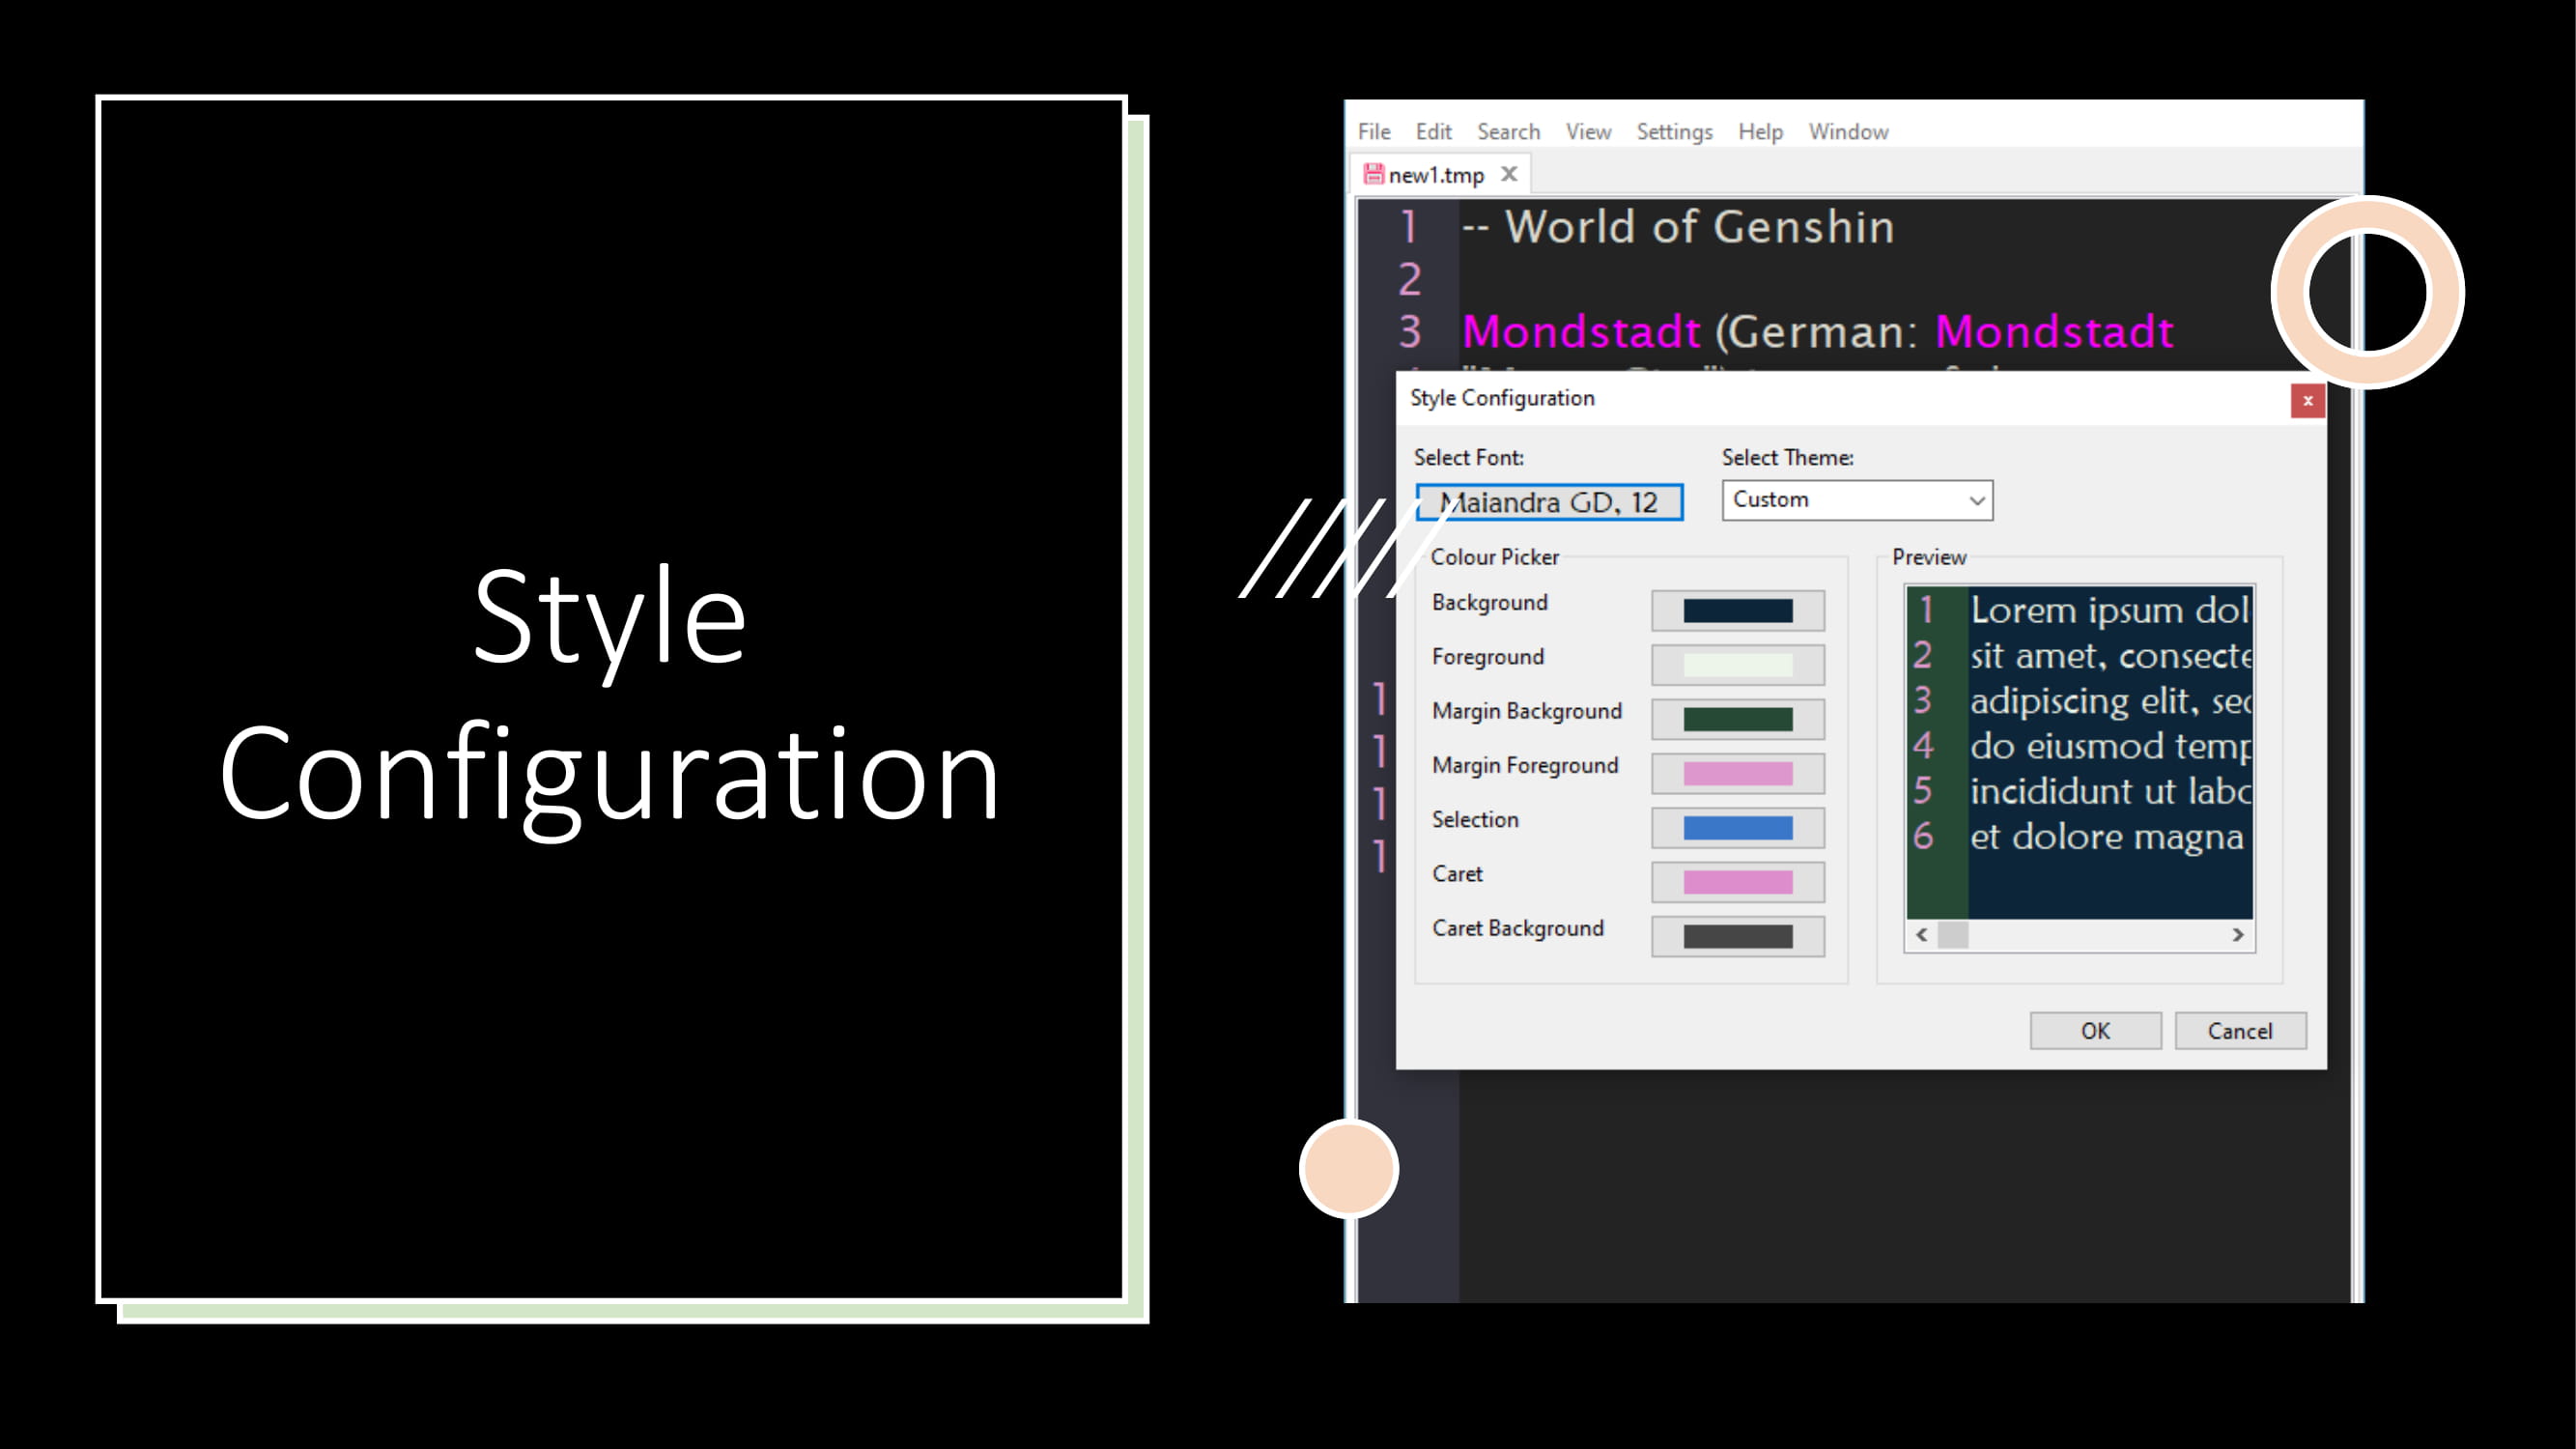 Style
Configuration
File Edit Search View Settings Help Window
new1.tmp X
1 -- World of Genshin
2
3 Mondstadt (German: Mondstadt
Style Configuration
x
Select Font:
Select Theme:
Maiandra GD, 12
Custom
Colour Picker
Background
Foreground
Margin Background
Margin Foreground
Selection
Caret
Caret Background
Preview
1 Lorem ipsum dol
2 sit amet, consecte
3 adipiscing elit, sed
4 do eiusmod temp
5 incididunt ut labo
6 et dolore magna
1
1
1
1
OK
Cancel